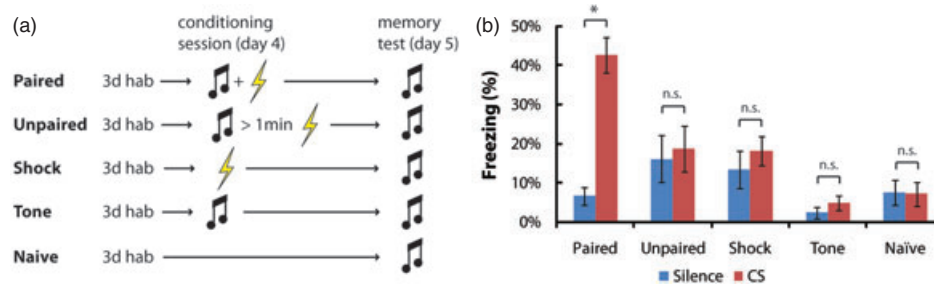 (a)
conditioning session (day 4)
memory test (day 5)
Paired 3d hab +
Unpaired 3d hab > 1min
Shock 3d hab
Tone 3d hab
Naive 3d hab
(b)
Freezing (%)
50%
40%
30%
20%
10%
0%
*
n.s.
n.s.
n.s.
n.s.
Paired Unpaired Shock Tone Naïve
Silence CS